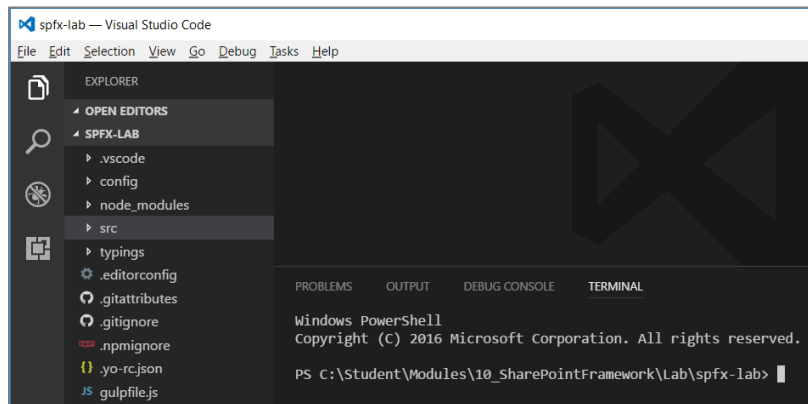 spfx-lab — Visual Studio Code
File Edit Selection View Go Debug Tasks Help
EXPLORER
OPEN EDITORS
SPFX-LAB
.vscode
config
node_modules
src
typings
.editorconfig
.gitattributes
.gitignore
.npmignore
{} .yo-rc.json
JS gulpfile.js
PROBLEMS OUTPUT DEBUG CONSOLE TERMINAL
Windows PowerShell
Copyright (C) 2016 Microsoft Corporation. All rights reserved.
PS C:\Student\Modules\10_SharePointFramework\Lab\spfx-lab>